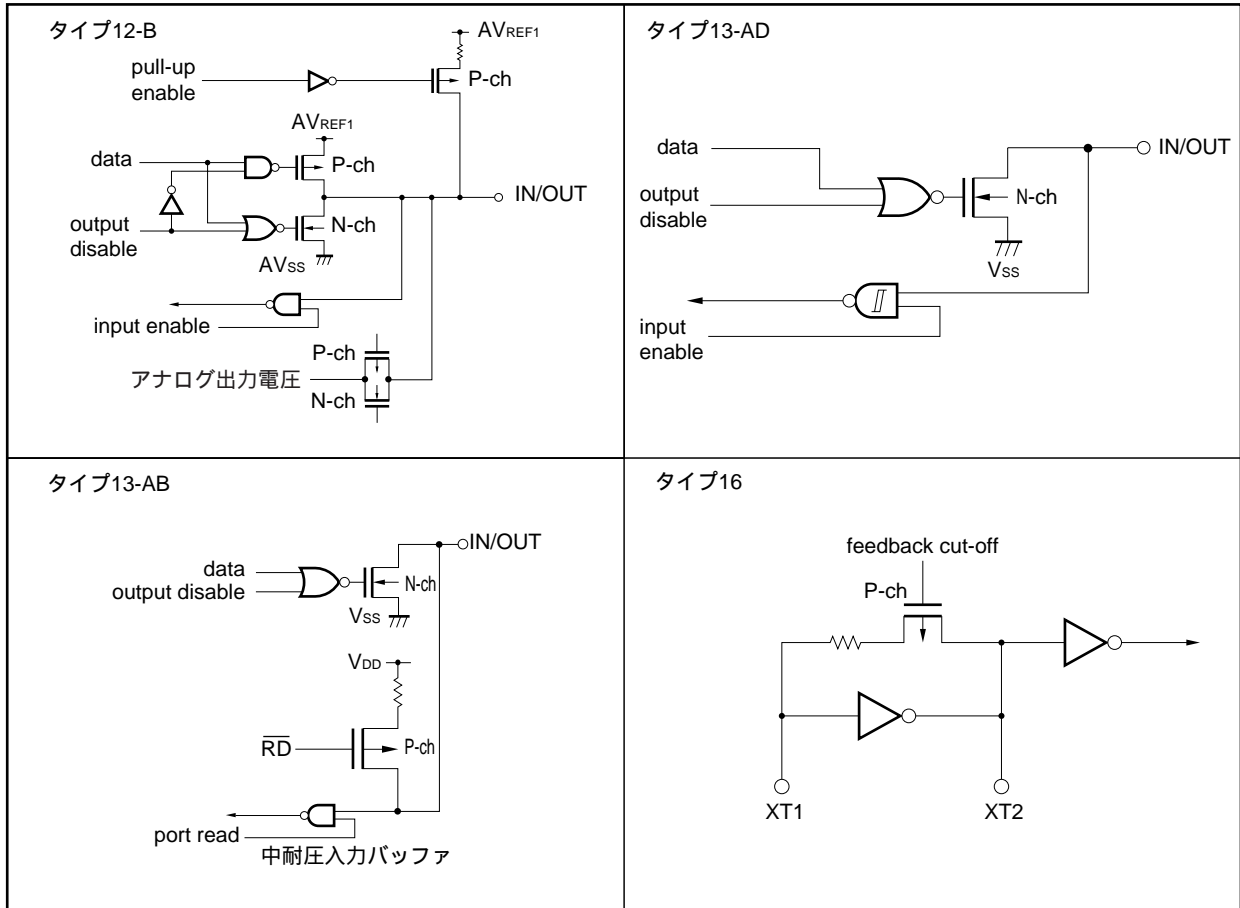 タイプ12-B
AVREF1
pull-up
enable
P-ch
AVREF1
data
P-ch
IN/OUT
output
disable
N-ch
AVSS
input enable
P-ch
アナログ出力電圧
N-ch
タイプ13-AD
data
IN/OUT
output
disable
N-ch
VSS
input
enable
タイプ13-AB
IN/OUT
data
output disable
N-ch
VSS
VDD
R̅D̅
P-ch
port read
中耐圧入力バッファ
タイプ16
feedback cut-off
P-ch
XT1
XT2